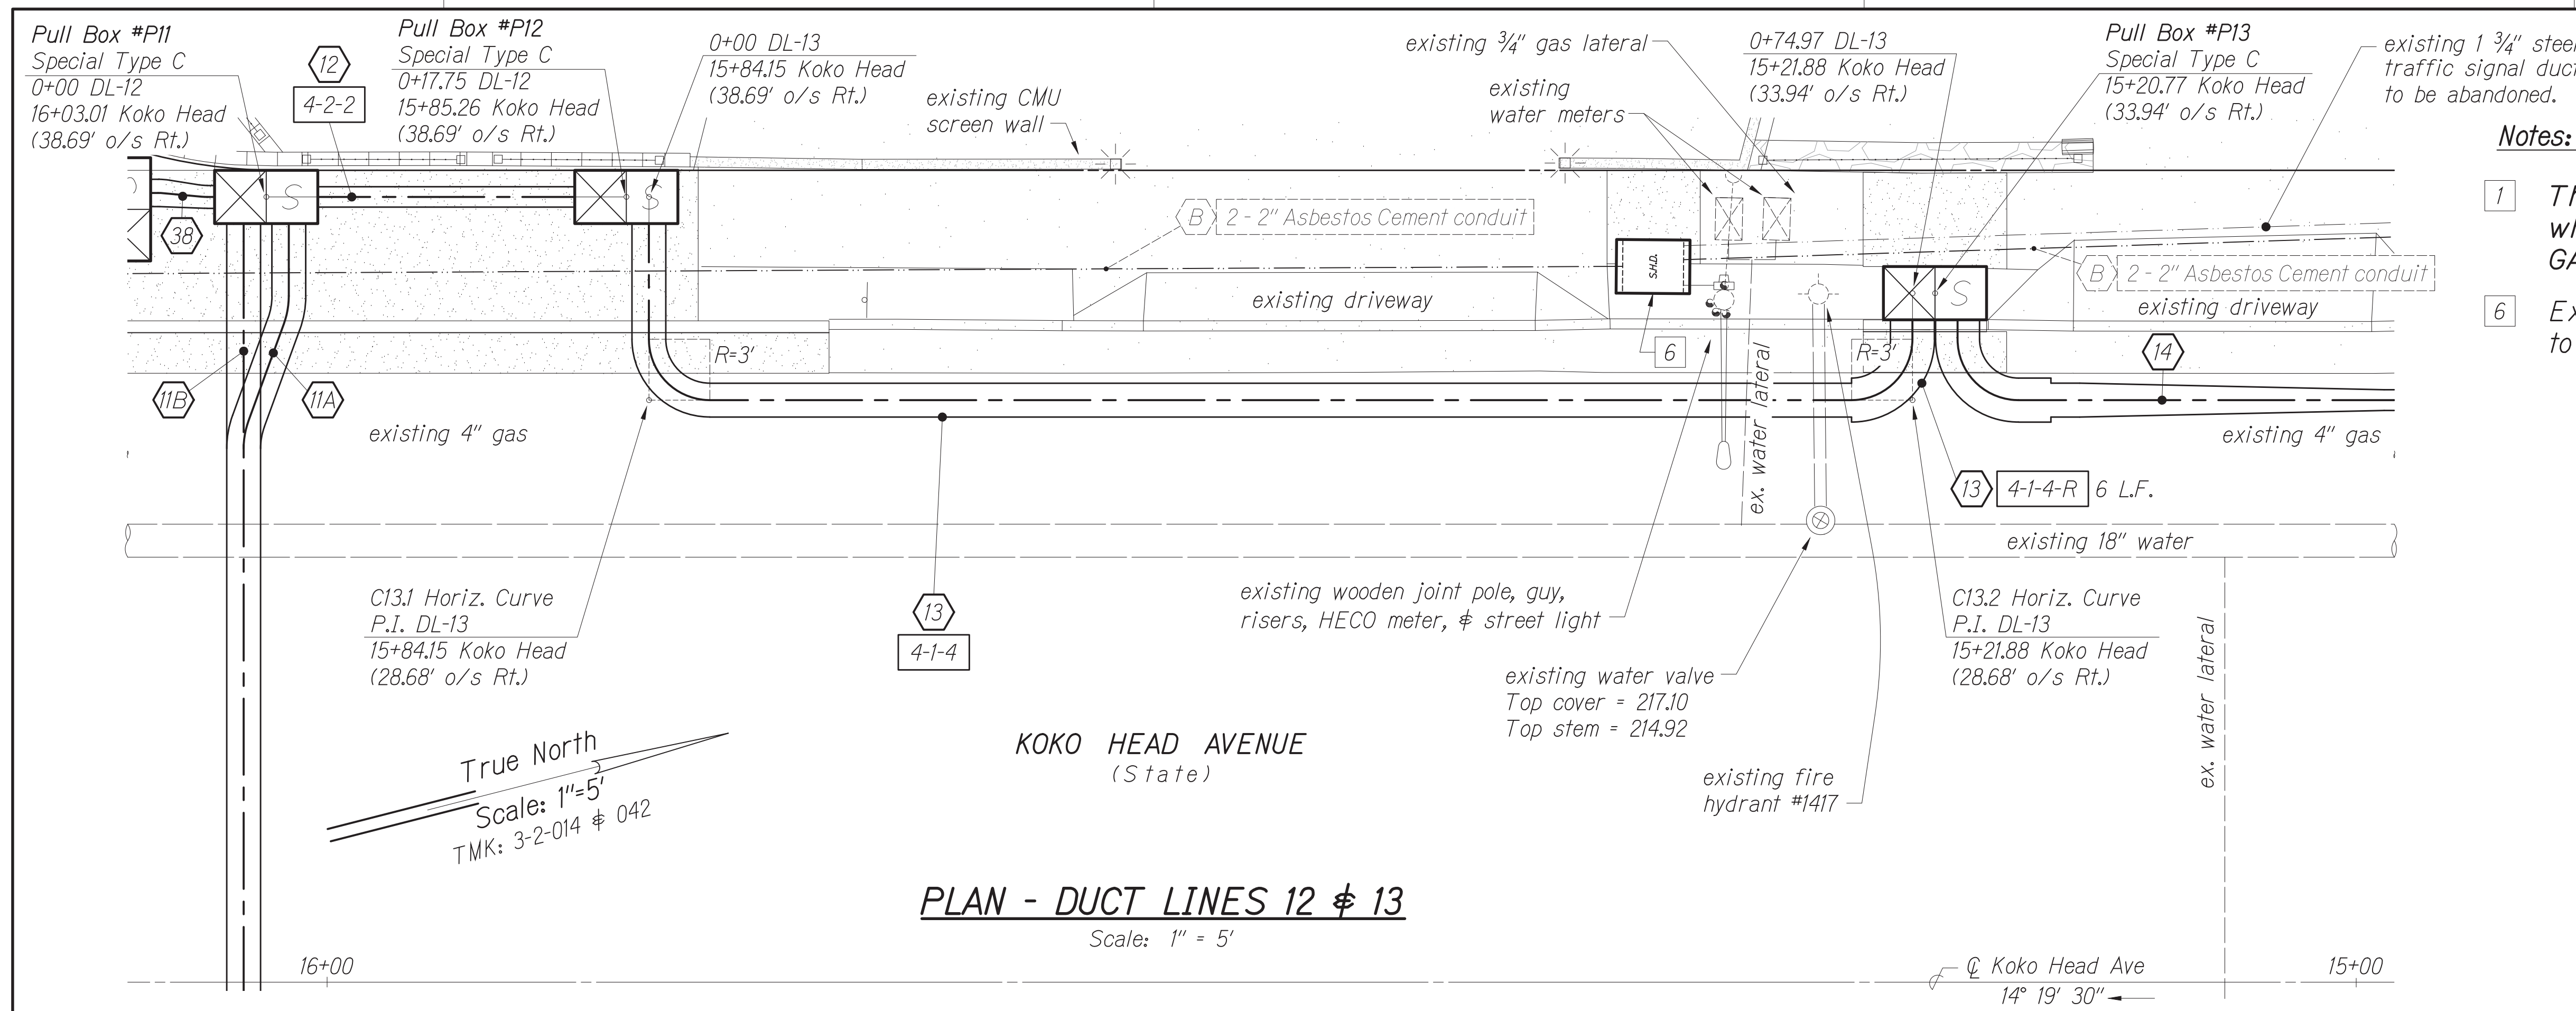 Pull Box #P11
Special Type C
0+00 DL-12
16+03.01 Koko Head
(38.69' o/s Rt.)
12
4-2-2
Pull Box #P12
Special Type C
0+17.75 DL-12
15+85.26 Koko Head
(38.69' o/s Rt.)
0+00 DL-13
15+84.15 Koko Head
(38.69' o/s Rt.)
existing CMU
screen wall
existing 3/4" gas lateral
existing
water meters
0+74.97 DL-13
15+21.88 Koko Head
(33.94' o/s Rt.)
Pull Box #P13
Special Type C
15+20.77 Koko Head
(33.94' o/s Rt.)
existing 1 3/4" steel
traffic signal duct
to be abandoned.
Notes:
1
6
S
S
S
38
B 2 - 2" Asbestos Cement conduit
S.H.D.
B 2 - 2" Asbestos Cement conduit
existing driveway
existing driveway
R=3'
6
R=3'
14
11B
11A
existing 4" gas
existing 4" gas
ex. water lateral
13 4-1-4-R 6 L.F.
existing 18" water
C13.1 Horiz. Curve
P.I. DL-13
15+84.15 Koko Head
(28.68' o/s Rt.)
13
4-1-4
existing wooden joint pole, guy,
risers, HECO meter, & street light
C13.2 Horiz. Curve
P.I. DL-13
15+21.88 Koko Head
(28.68' o/s Rt.)
ex. water lateral
existing water valve
Top cover = 217.10
Top stem = 214.92
existing fire
hydrant #1417
True North
Scale: 1"=5'
TMK: 3-2-014 & 042
KOKO HEAD AVENUE
(State)
PLAN - DUCT LINES 12 & 13
Scale: 1" = 5'
16+00
℄ Koko Head Ave
14° 19' 30"
15+00